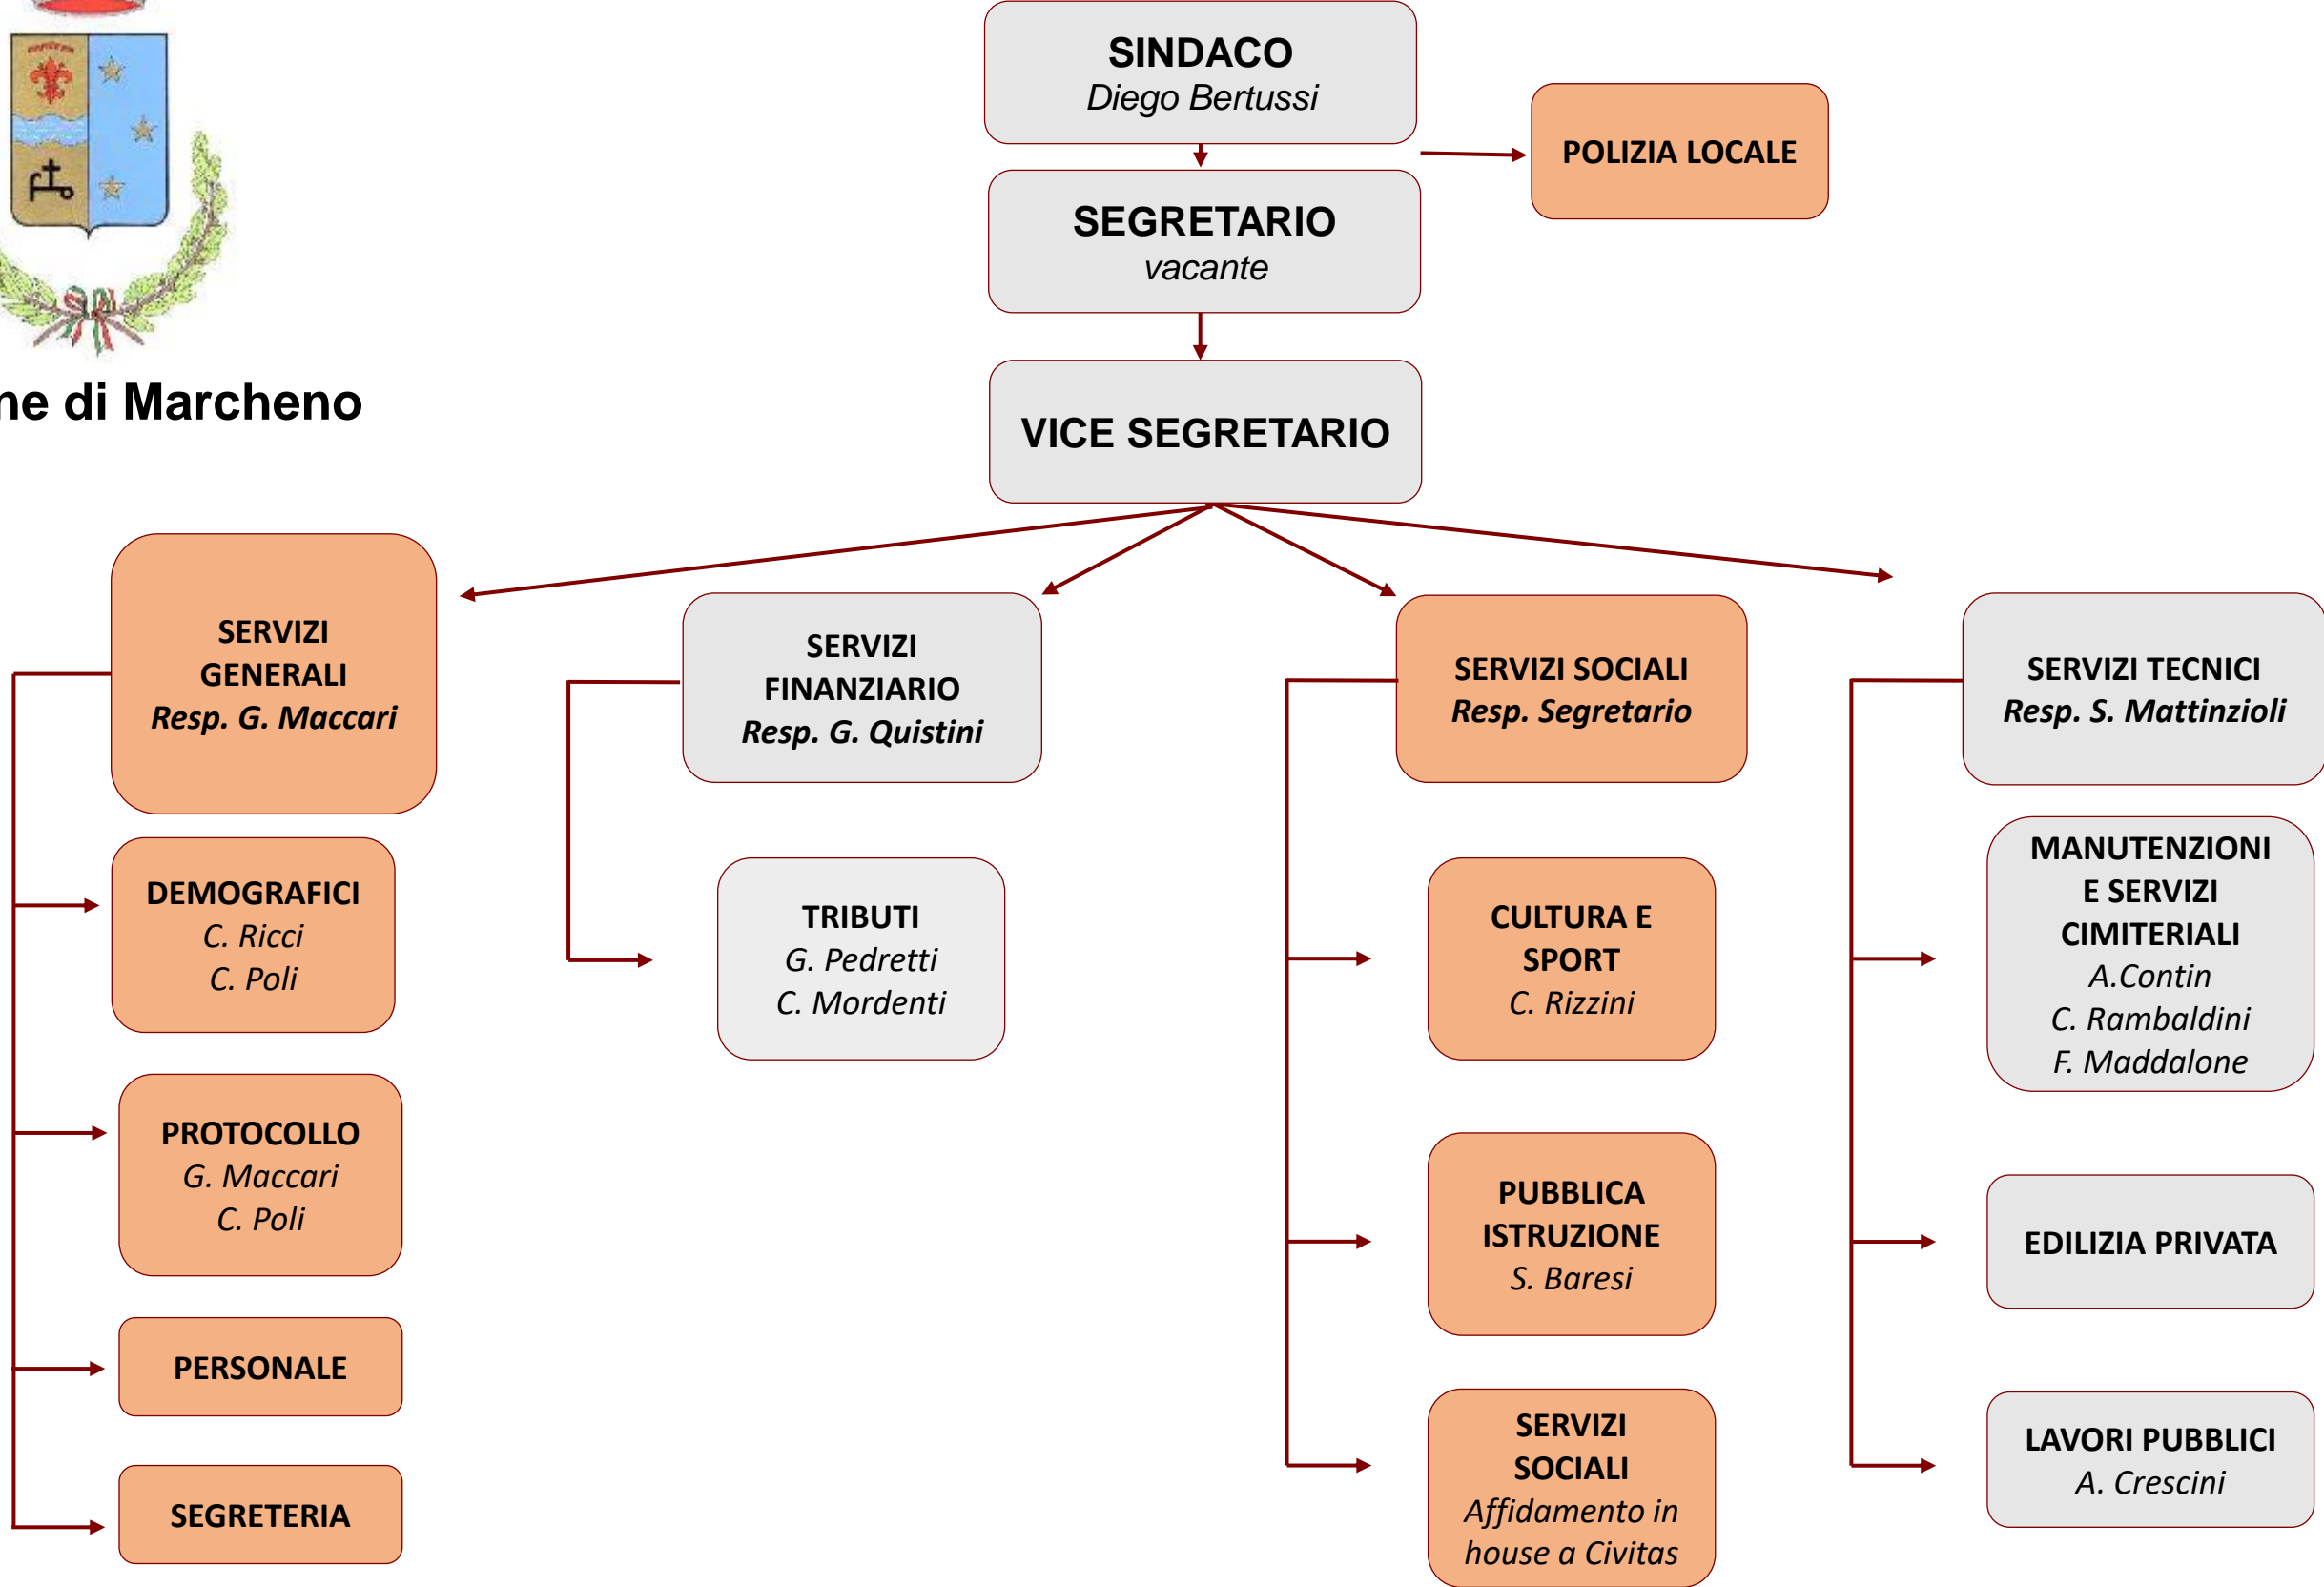 SINDACO
Diego Bertussi
POLIZIA LOCALE
SEGRETARIO
vacante
ne di Marcheno
VICE SEGRETARIO
SERVIZI
GENERALI
Resp. G. Maccari
SERVIZI
FINANZIARIO
Resp. G. Quistini
SERVIZI SOCIALI
Resp. Segretario
SERVIZI TECNICI
Resp. S. Mattinzioli
DEMOGRAFICI
C. Ricci
C. Poli
TRIBUTI
G. Pedretti
C. Mordenti
CULTURA E
SPORT
C. Rizzini
MANUTENZIONI
E SERVIZI
CIMITERIALI
A.Contin
C. Rambaldini
F. Maddalone
PROTOCOLLO
G. Maccari
C. Poli
PUBBLICA
ISTRUZIONE
S. Baresi
EDILIZIA PRIVATA
PERSONALE
SEGRETERIA
SERVIZI
SOCIALI
Affidamento in
house a Civitas
LAVORI PUBBLICI
A. Crescini